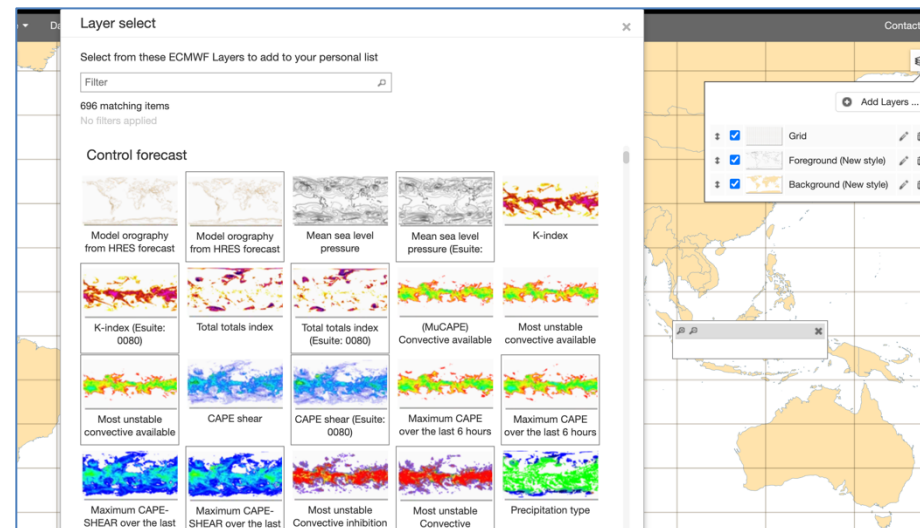 Layer select
Contact
Select from these ECMWF Layers to add to your personal list
Filter
696 matching items
No filters applied
Add Layers ...
Grid
Foreground (New style)
Background (New style)
Control forecast
Model orography
from HRES forecast
Model orography
from HRES forecast
Mean sea level
pressure
Mean sea level
pressure (Esuite:
K-index
K-index (Esuite:
0080)
Total totals index
Total totals index
(Esuite: 0080)
(MuCAPE)
Convective available
Most unstable
convective available
Most unstable
convective available
CAPE shear
CAPE shear (Esuite:
0080)
Maximum CAPE
over the last 6 hours
Maximum CAPE
over the last 6 hours
Maximum CAPE-
SHEAR over the last
Maximum CAPE-
SHEAR over the last
Most unstable
Convective inhibition
Most unstable
Convective
Precipitation type